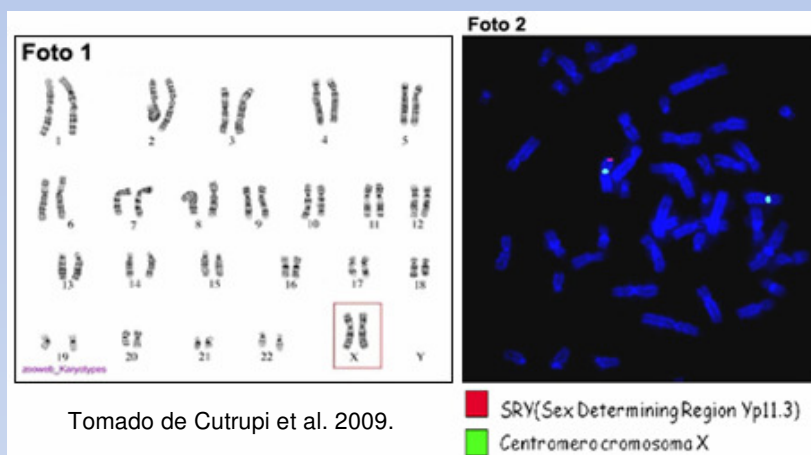 Foto 1
1 2 3 4 5
6 7 8 9 10 11 12
13 14 15 16 17 18
19 20 21 22 X Y
Tomado de Cutrupi et al. 2009.
Foto 2
SRY(Sex Determining Region Yp11.3)
Centromero cromosoma X